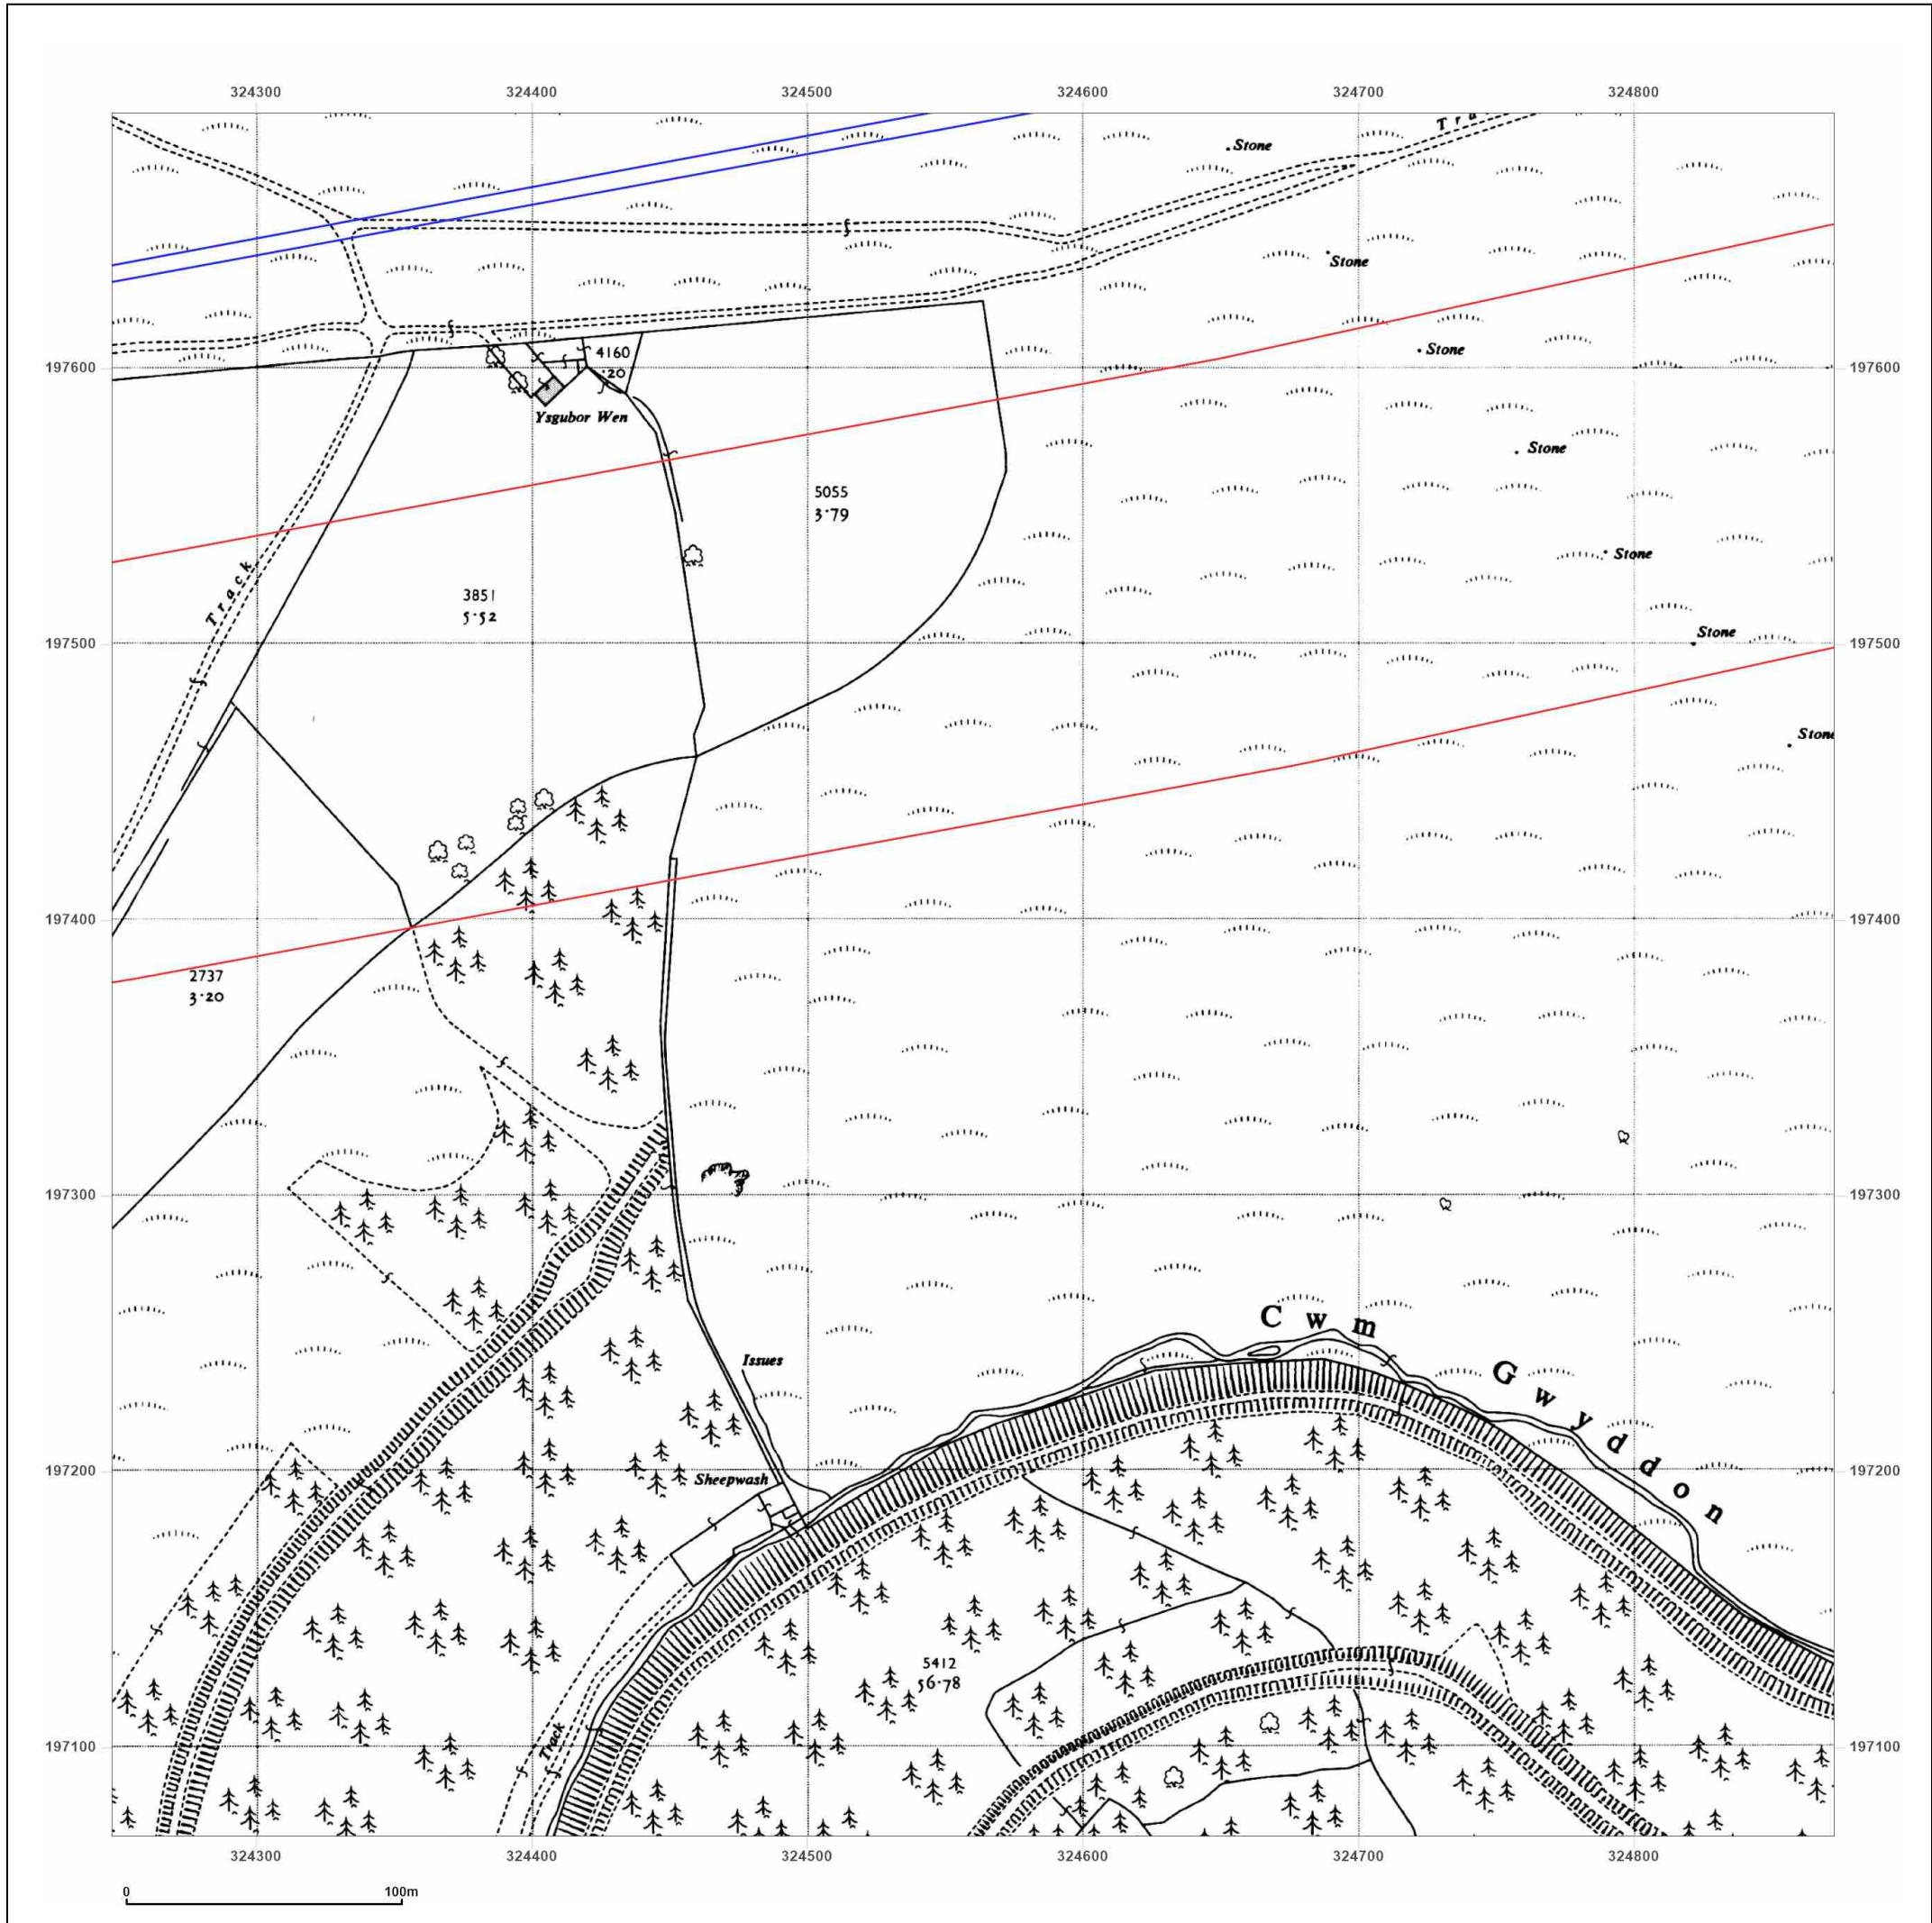 324300 324400 324500 324600 324700 324800
Stone
Stone
197600 197600
4160
·20
Stone
Ysgubor Wen
Stone
5055
3·79
Stone
Track
3851
5·52
Stone
197500 197500
Stone
197400 197400
2737
3·20
197300 197300
Cwm Gwyddon
Issues
Sheepwash
197200 197200
5412
56·78
Track
197100 197100
324300 324400 324500 324600 324700 324800
0 100m